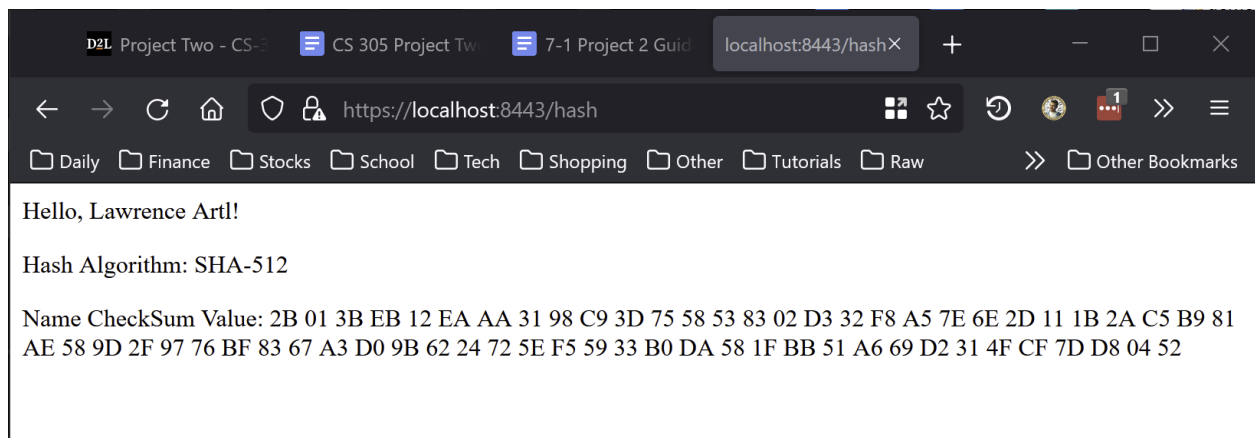 D2L Project Two - CS-3
CS 305 Project Tw
7-1 Project 2 Guid
localhost:8443/hash
https://localhost:8443/hash
1
Daily Finance Stocks School Tech Shopping Other Tutorials Raw Other Bookmarks
Hello, Lawrence Artl!
Hash Algorithm: SHA-512
Name CheckSum Value: 2B 01 3B EB 12 EA AA 31 98 C9 3D 75 58 53 83 02 D3 32 F8 A5 7E 6E 2D 11 1B 2A C5 B9 81
AE 58 9D 2F 97 76 BF 83 67 A3 D0 9B 62 24 72 5E F5 59 33 B0 DA 58 1F BB 51 A6 69 D2 31 4F CF 7D D8 04 52